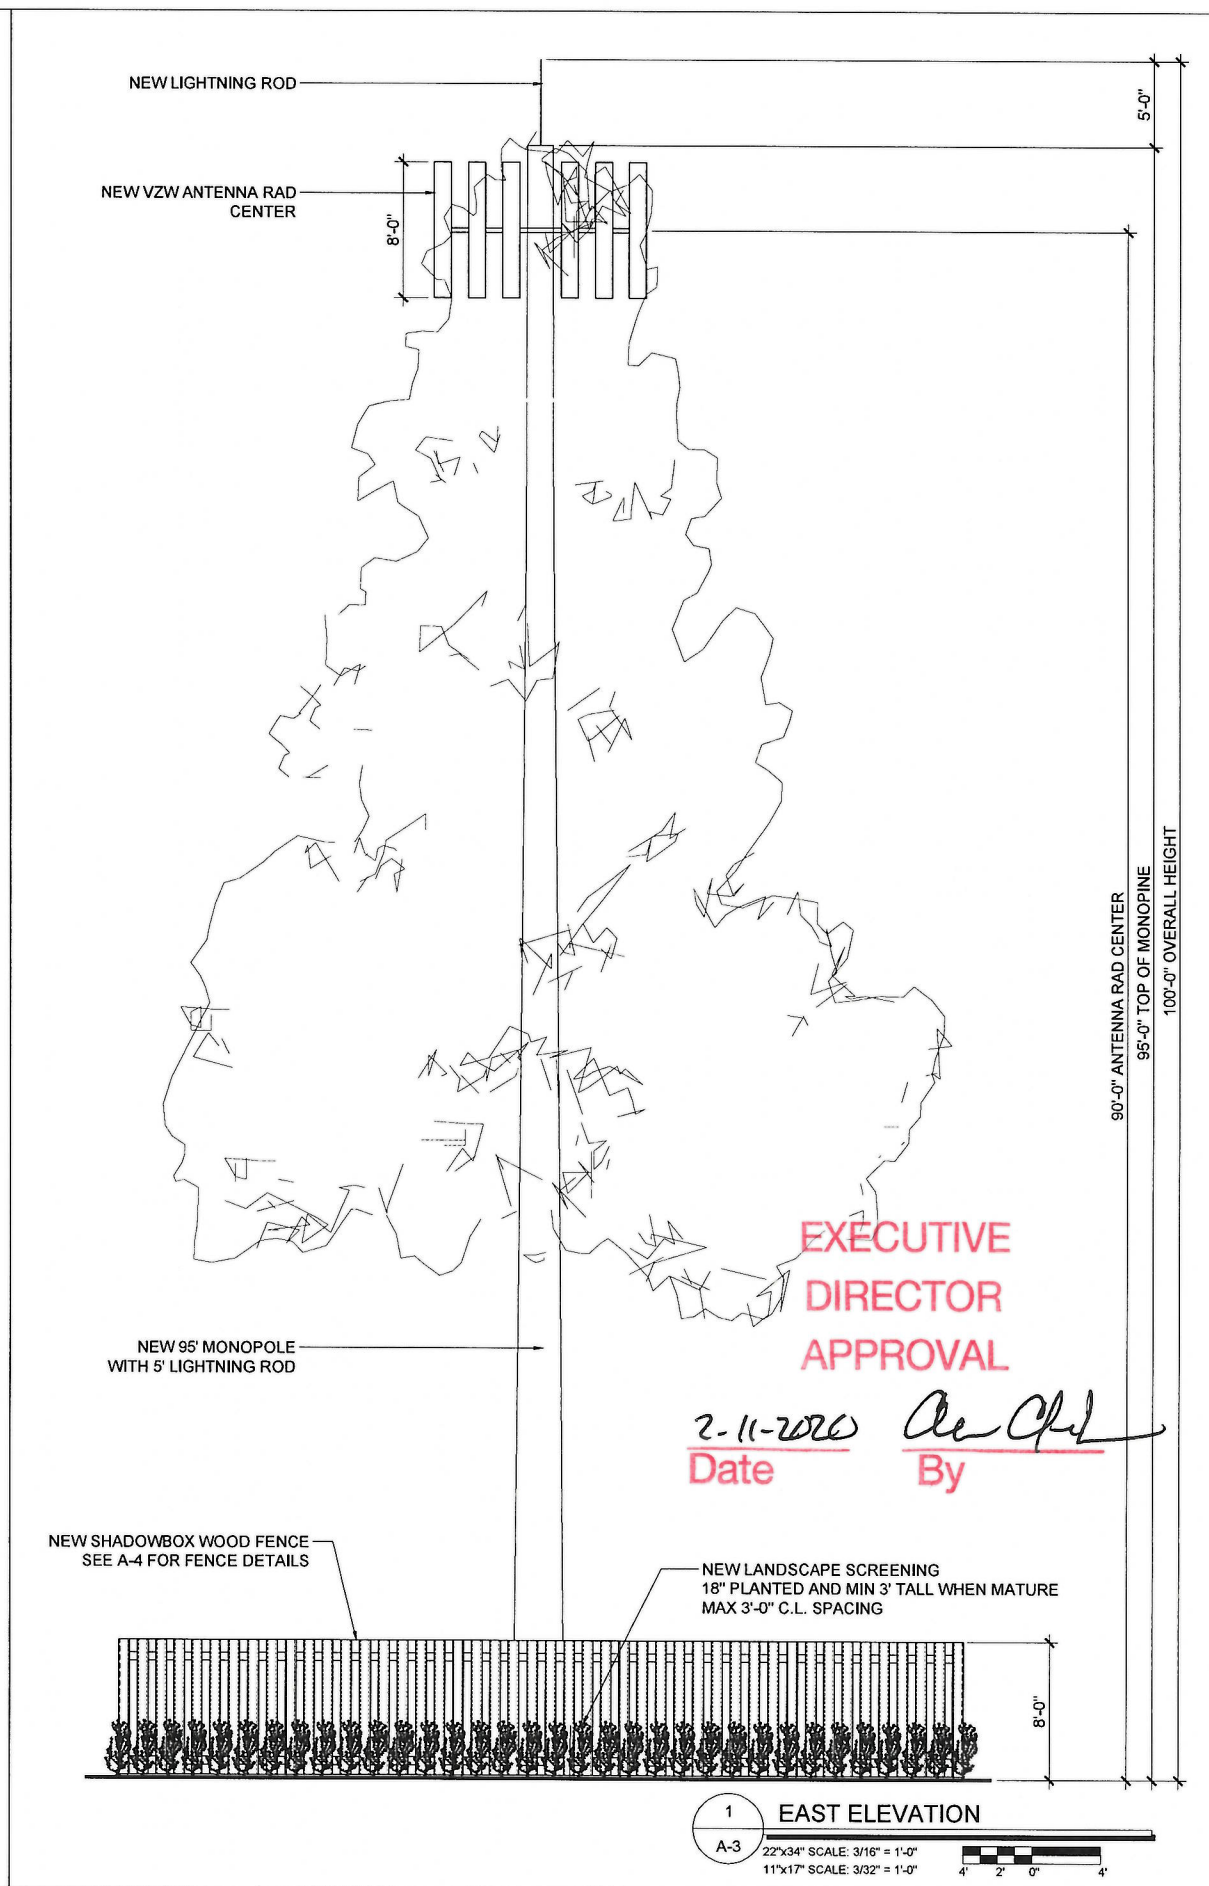 NEW LIGHTNING ROD
5'-0"
NEW VZW ANTENNA RAD
CENTER
8'-0"
90'-0" ANTENNA RAD CENTER
95'-0" TOP OF MONOPINE
100'-0" OVERALL HEIGHT
EXECUTIVE
DIRECTOR
APPROVAL
NEW 95' MONOPOLE
WITH 5' LIGHTNING ROD
2-11-2020
Date By
NEW SHADOWBOX WOOD FENCE
SEE A-4 FOR FENCE DETAILS
NEW LANDSCAPE SCREENING
18" PLANTED AND MIN 3' TALL WHEN MATURE
MAX 3'-0" C.L. SPACING
8'-0"
1 EAST ELEVATION
A-3
22"x34" SCALE: 3/16" = 1'-0"
11"x17" SCALE: 3/32" = 1'-0"
4' 2' 0" 4'